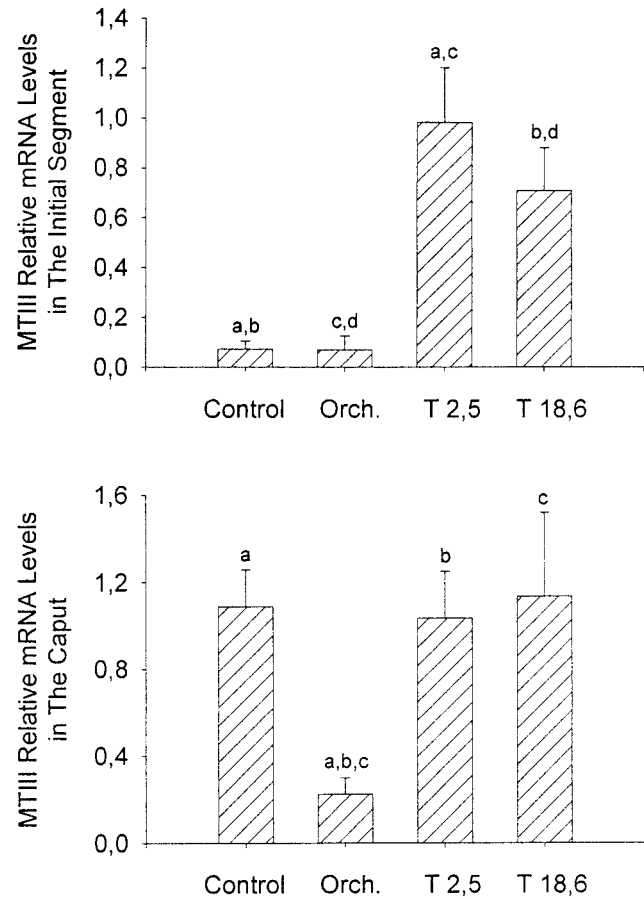 MTIII Relative mRNA Levels
in The Initial Segment
1,4
1,2
1,0
0,8
0,6
0,4
0,2
0,0
a,b
c,d
a,c
b,d
Control Orch. T 2,5 T 18,6
MTIII Relative mRNA Levels
in The Caput
1,6
1,2
0,8
0,4
0,0
a
a,b,c
b
c
Control Orch. T 2,5 T 18,6